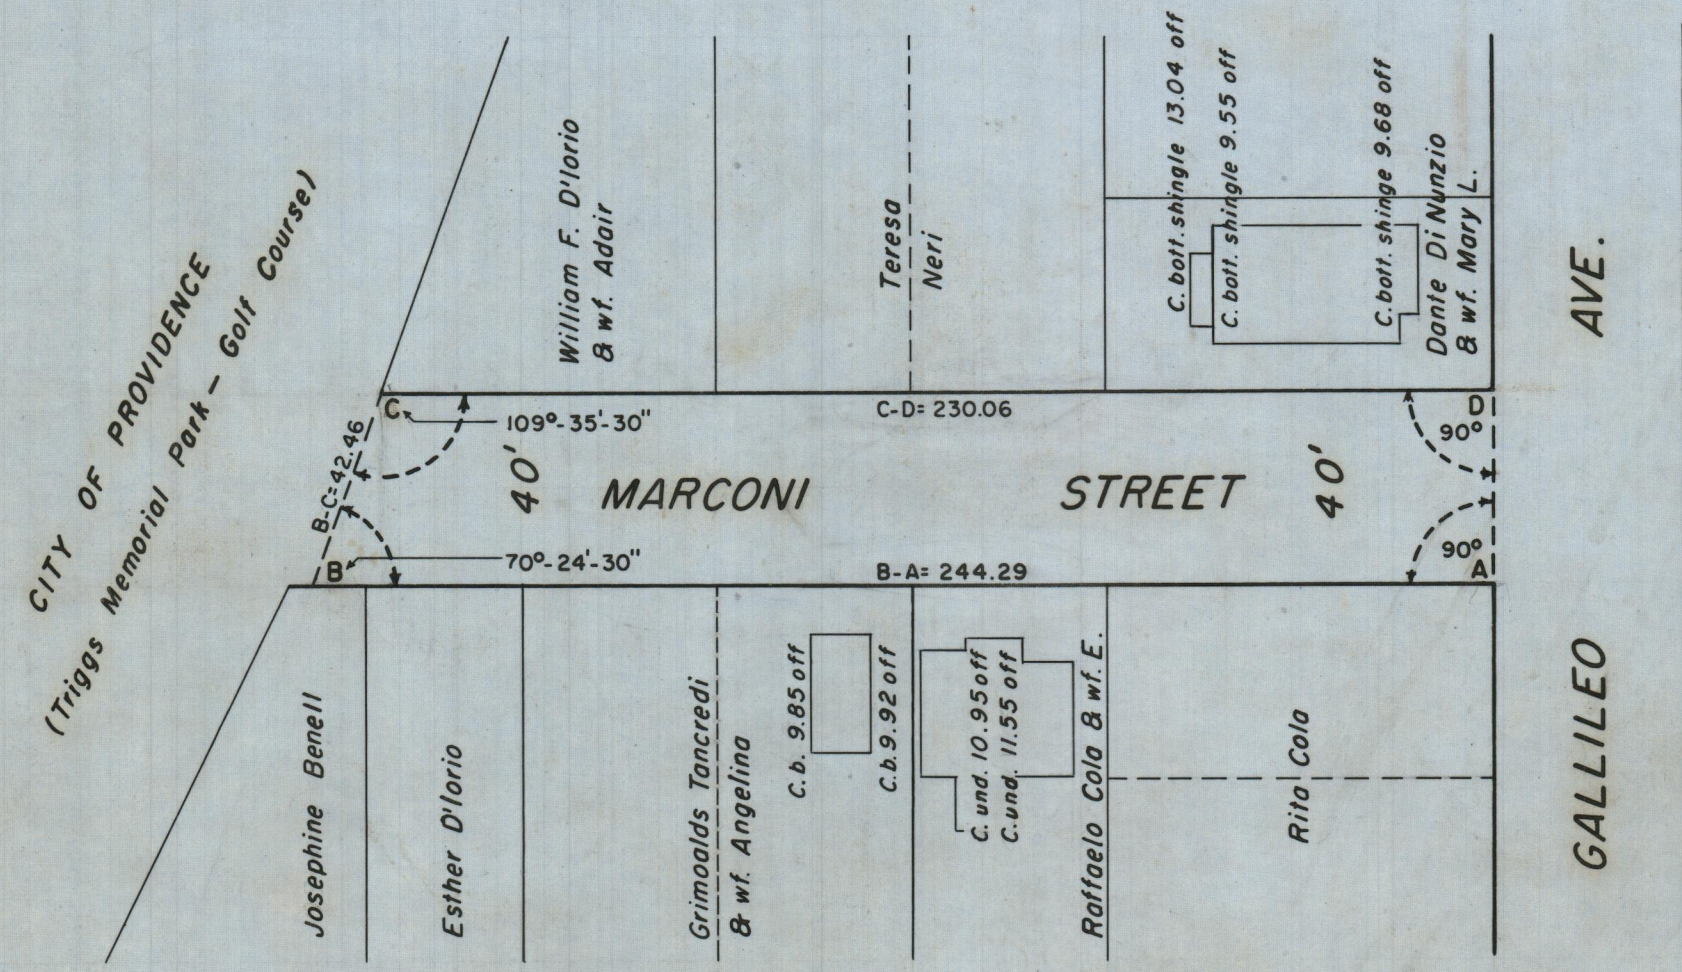 CITY OF PROVIDENCE
(Triggs Memorial Park — Golf Course)
William F. D'Iorio
& wf. Adair
Teresa
Neri
C. bott. shingle 13.04 off
C. bott. shingle 9.55 off
C. bott. shinge 9.68 off
Dante Di Nunzio
& wf. Mary L.
AVE.
C
109°-35'-30"
C-D= 230.06
D
90°
B-C= 42.46
40'
MARCONI STREET
40'
B
70°-24'-30"
B-A= 244.29
90°
A
Josephine Benell
Esther D'Iorio
Grimoalds Tancredi
& wf. Angelina
C.b. 9.85 off
C.b. 9.92 off
C. und. 10.95 off
C. und. 11.55 off
Raffaelo Cola & wf. E.
Rita Cola
GALLILEO